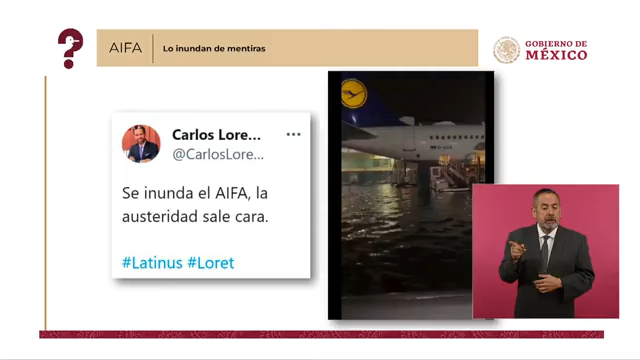 AIFA
Lo inundan de mentiras
GOBIERNO DE
MÉXICO
Carlos Lore...
@CarlosLore...
Se inunda el AIFA, la
austeridad sale cara.
#Latinus #Loret